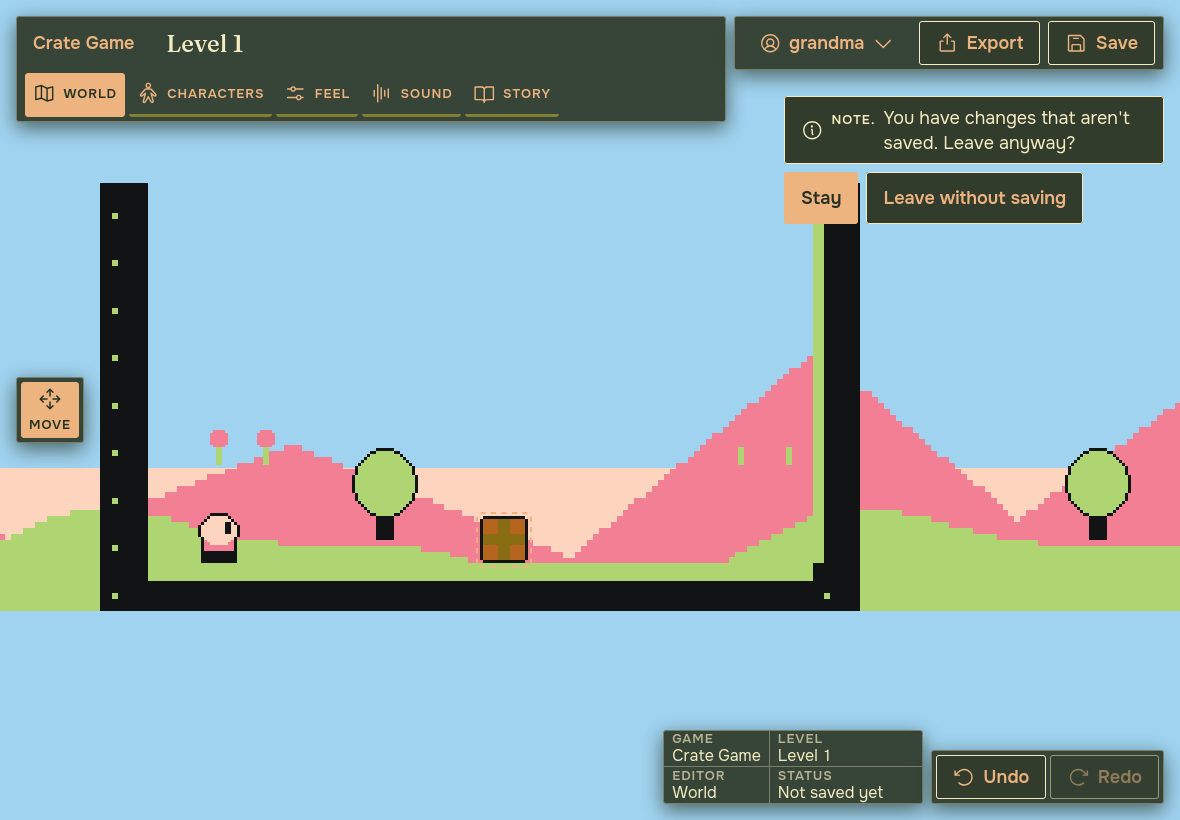 Crate Game
Level 1
grandma
Export
Save
WORLD
CHARACTERS
FEEL
SOUND
STORY
NOTE. You have changes that aren't
saved. Leave anyway?
Stay
Leave without saving
MOVE
GAME
Crate Game
LEVEL
Level 1
EDITOR
World
STATUS
Not saved yet
Undo
Redo